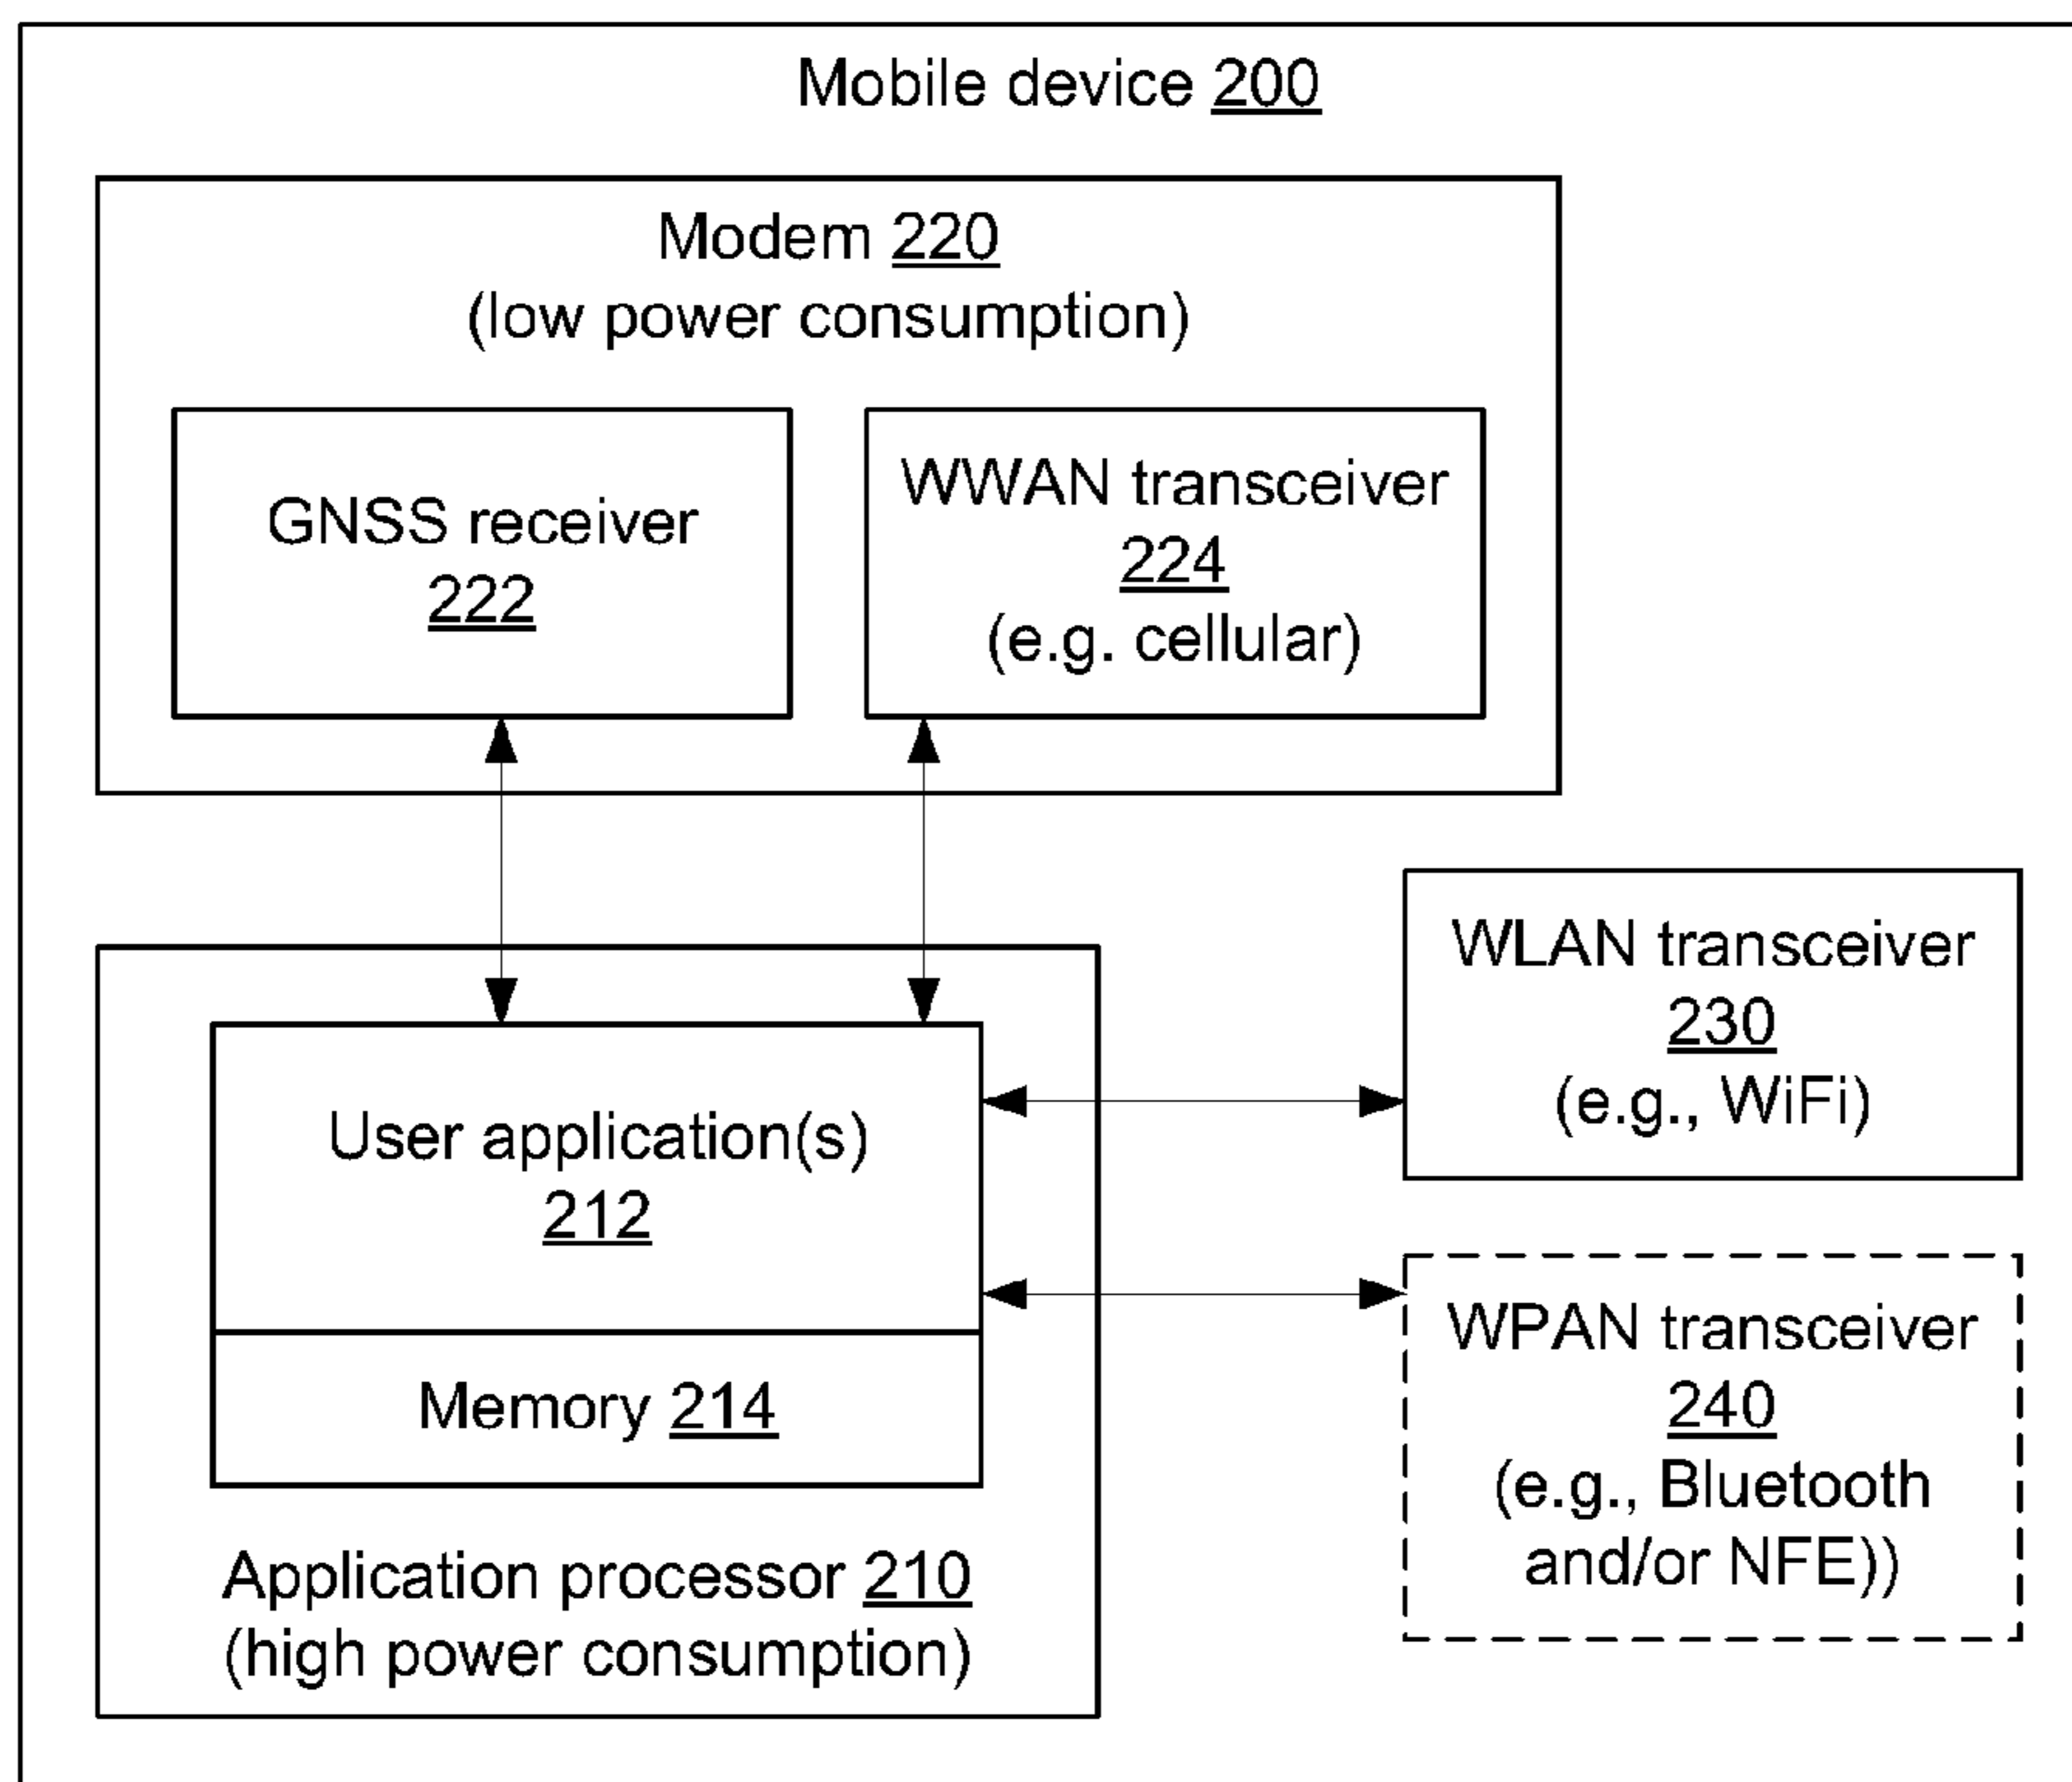 Mobile device 200
Modem 220
(low power consumption)
GNSS receiver
222
WWAN transceiver
224
(e.g. cellular)
WLAN transceiver
230
(e.g., WiFi)
User application(s)
212
Memory 214
Application processor 210
(high power consumption)
WPAN transceiver
240
(e.g., Bluetooth
and/or NFE))